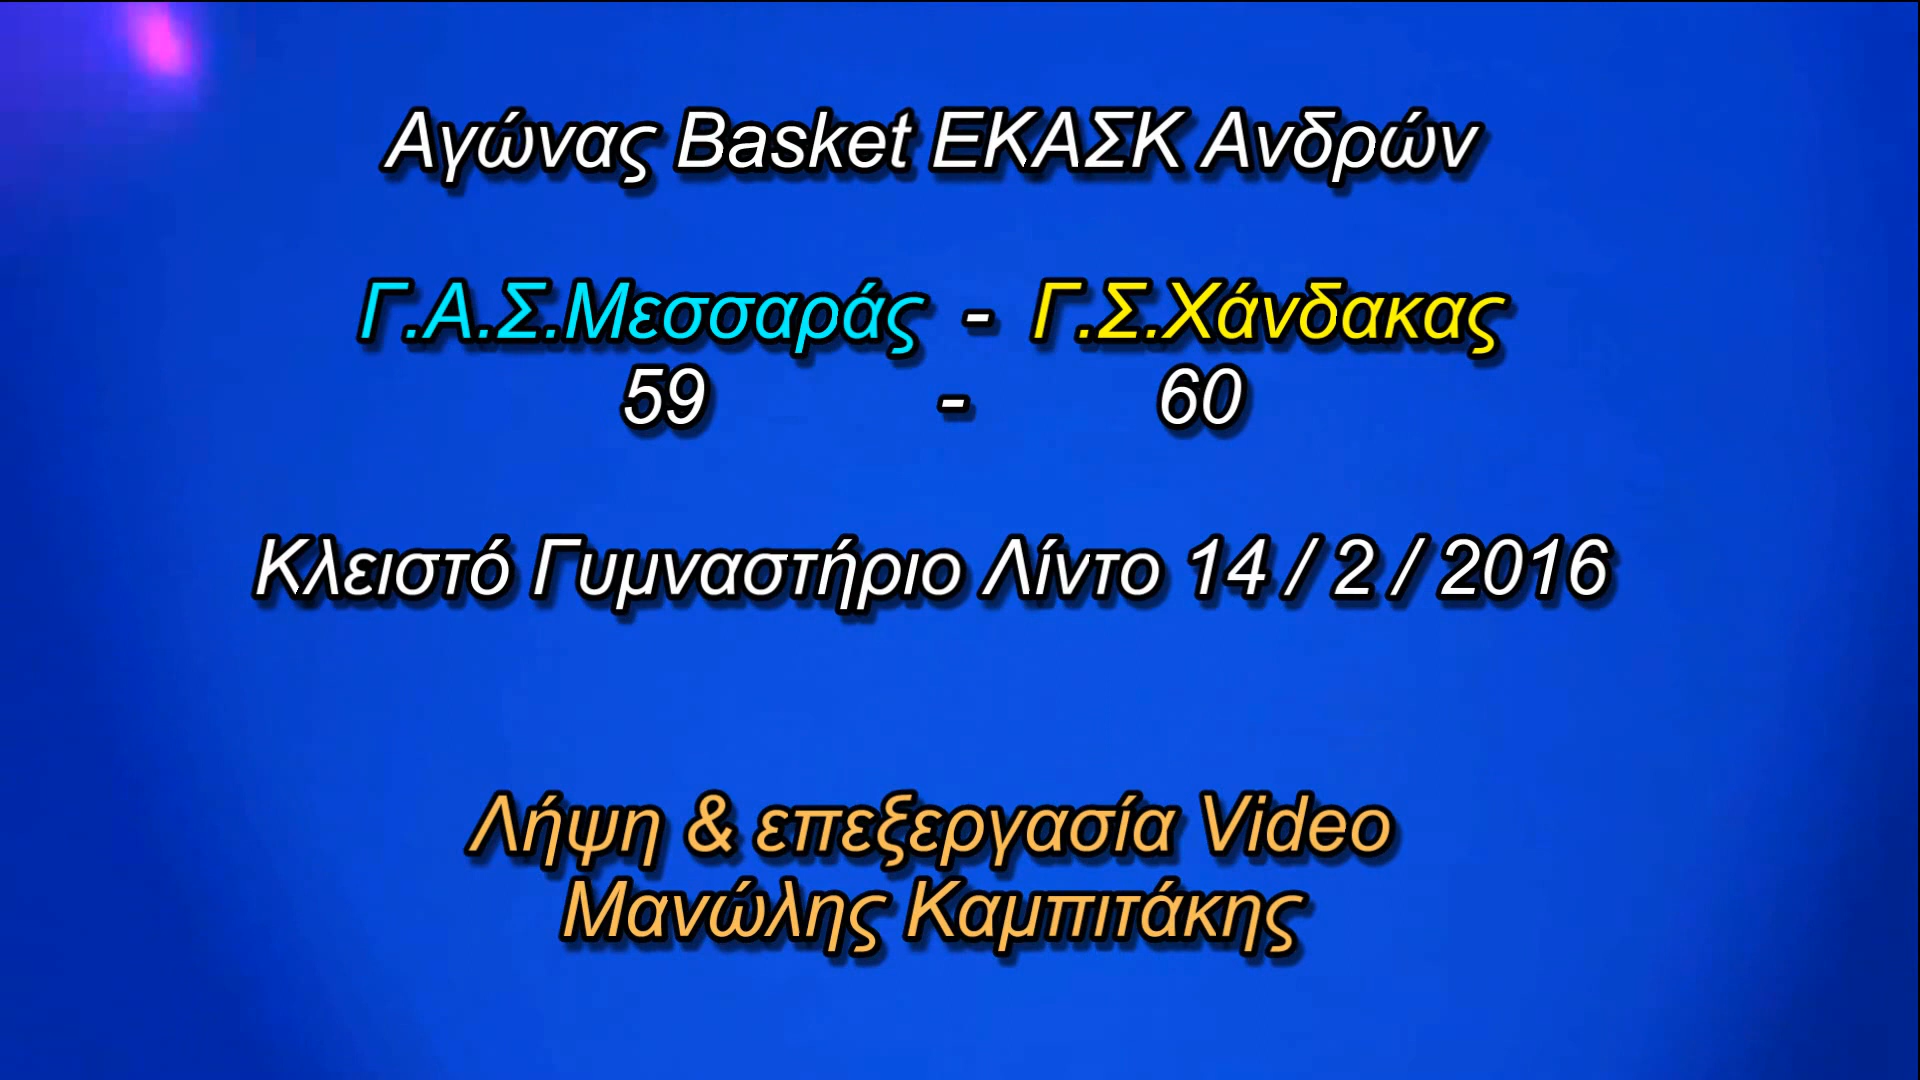 Αγώνας Basket ΕΚΑΣΚ Ανδρών
Γ.Α.Σ.Μεσσαράς - Γ.Σ.Χάνδακας
59 - 60
Κλειστό Γυμναστήριο Λίντο 14 / 2 / 2016
Λήψη & επεξεργασία Video
Μανώλης Καμπιτάκης